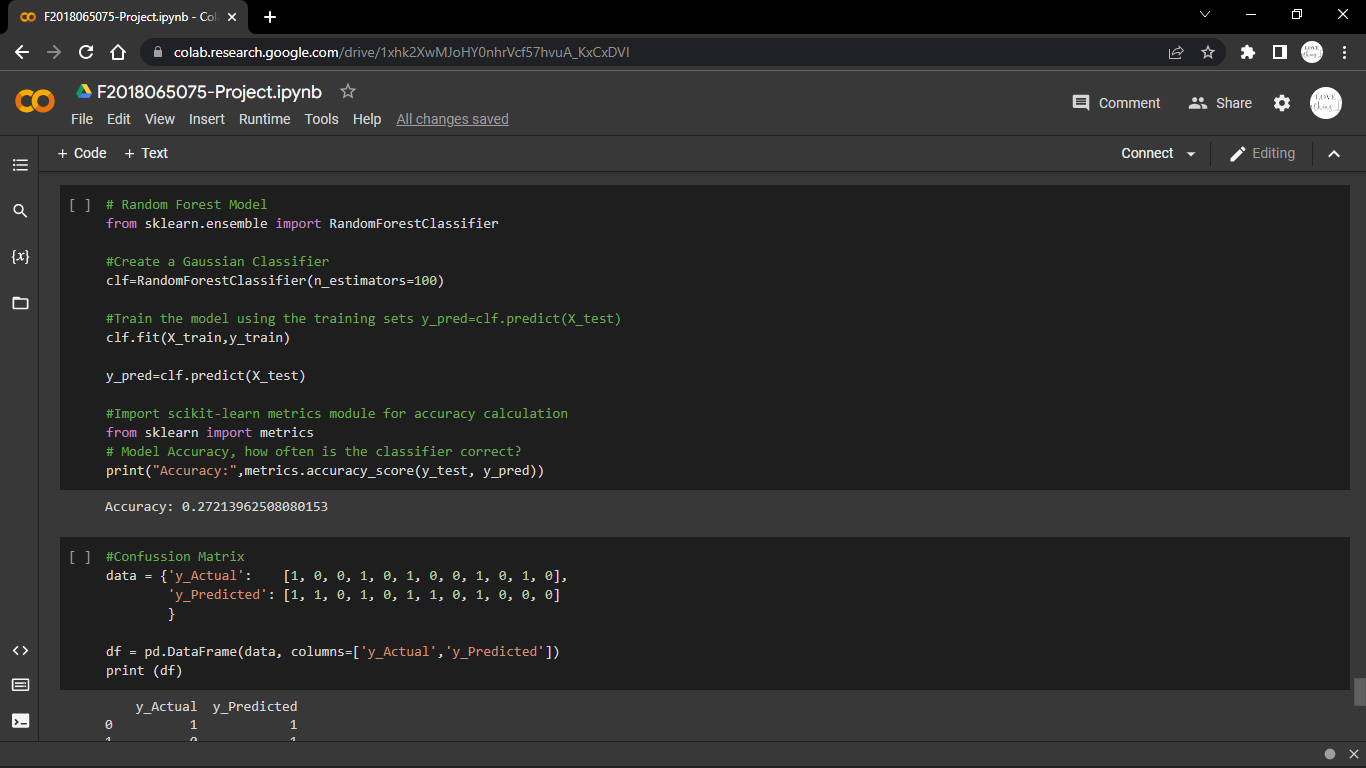 F2018065075-Project.ipynb - Col
colab.research.google.com/drive/1xhk2XwMJoHY0nhrVcf57hvuA_KxCxDVI
F2018065075-Project.ipynb
Comment
Share
File Edit View Insert Runtime Tools Help All changes saved
+ Code + Text
Connect
Editing
[ ] # Random Forest Model
from sklearn.ensemble import RandomForestClassifier
#Create a Gaussian Classifier
clf=RandomForestClassifier(n_estimators=100)
#Train the model using the training sets y_pred=clf.predict(X_test)
clf.fit(X_train,y_train)
y_pred=clf.predict(X_test)
#Import scikit-learn metrics module for accuracy calculation
from sklearn import metrics
# Model Accuracy, how often is the classifier correct?
print("Accuracy:",metrics.accuracy_score(y_test, y_pred))
Accuracy: 0.27213962508080153
[ ] #Confussion Matrix
data = {'y_Actual':    [1, 0, 0, 1, 0, 1, 0, 0, 1, 0, 1, 0],
'y_Predicted': [1, 1, 0, 1, 0, 1, 1, 0, 1, 0, 0, 0]
}
df = pd.DataFrame(data, columns=['y_Actual','y_Predicted'])
print (df)
y_Actual y_Predicted
0 1 1